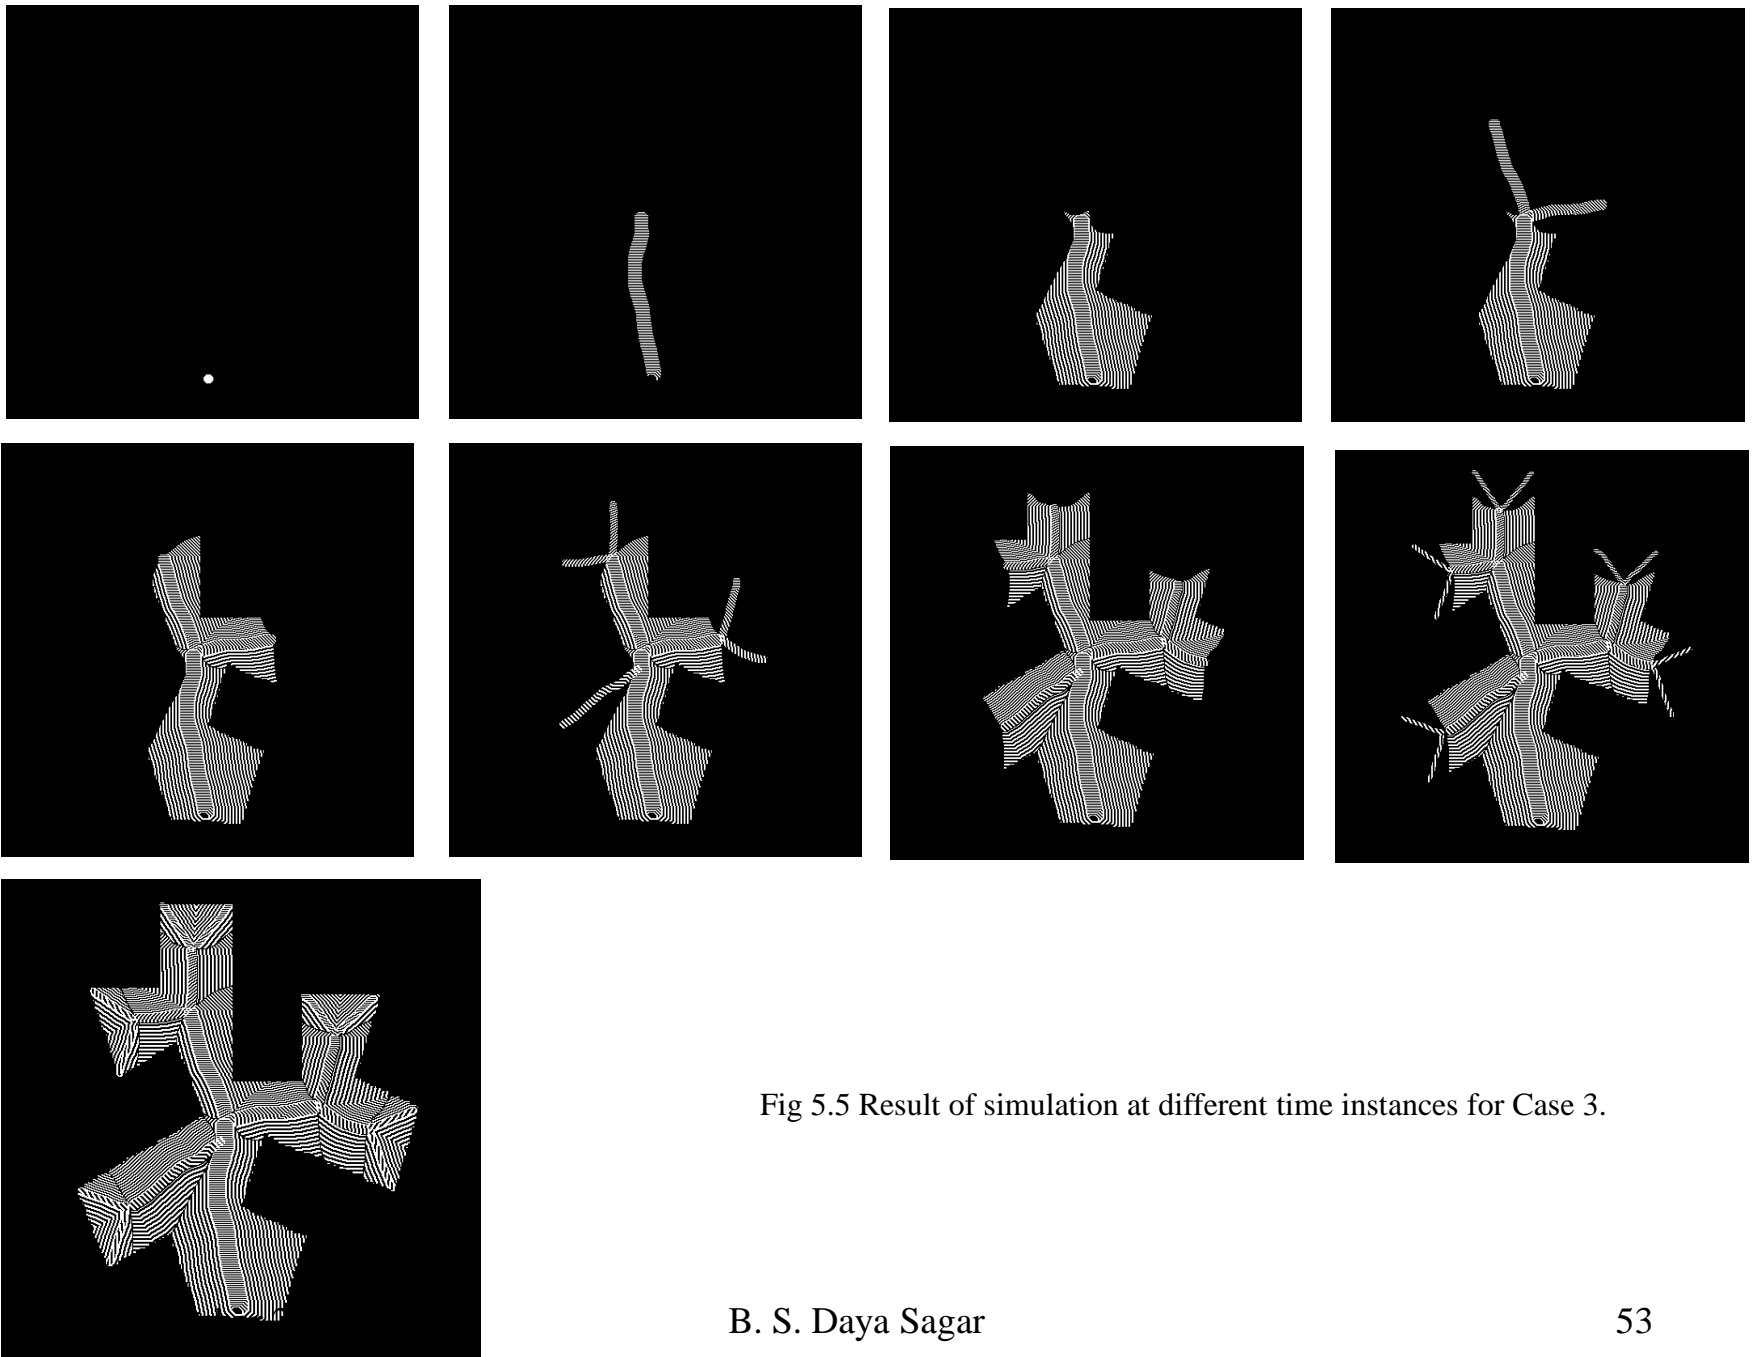 Fig 5.5 Result of simulation at different time instances for Case 3.
B. S. Daya Sagar
53